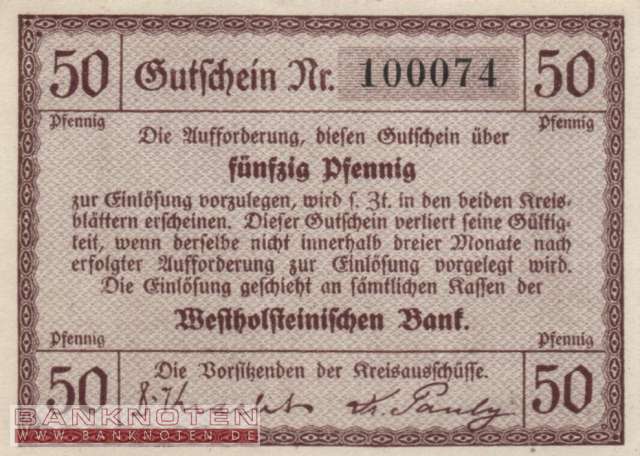 50 Gutschein Nr. 100074 50
Pfennig Pfennig
Die Aufforderung, diesen Gutschein über
fünfzig Pfennig
zur Einlösung vorzulegen, wird s. Zt. in den beiden Kreis-
blättern erscheinen. Dieser Gutschein verliert seine Gültig-
keit, wenn derselbe nicht innerhalb dreier Monate nach
erfolgter Aufforderung zur Einlösung vorgelegt wird.
Die Einlösung geschieht an sämtlichen Kassen der
Westholsteinischen Bank.
Pfennig Pfennig
50 Die Vorsitzenden der Kreisausschüsse. 50
Dr. Pauly
BANKNOTEN
WWW.BANKNOTEN.DE